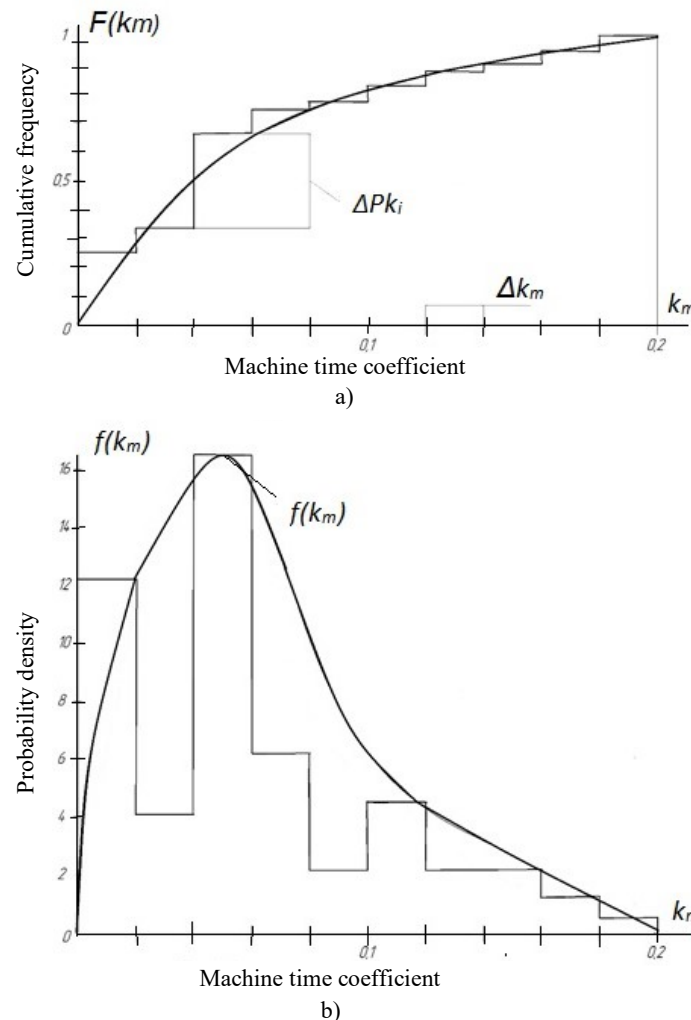 F(km)
1
Cumulative frequency
0,5
ΔPki
Δkm
km
0
0,1
0,2
Machine time coefficient
a)
f(km)
16
f(km)
14
12
Probability density
10
8
6
4
2
0
0,1
0,2
Machine time coefficient
b)